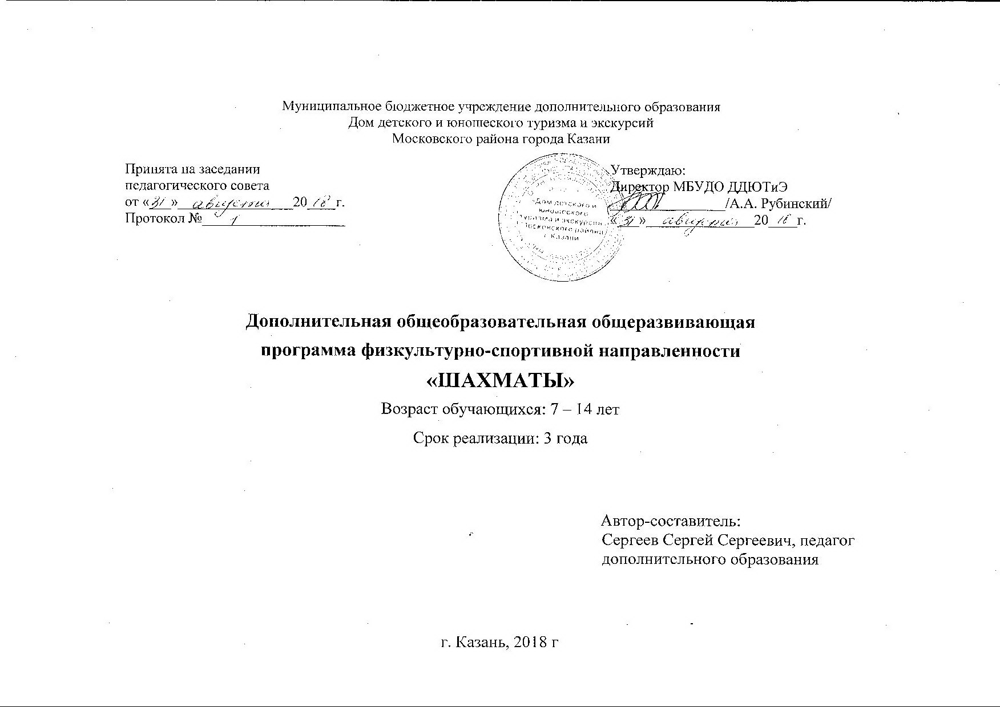 Муниципальное бюджетное учреждение дополнительного образования
Дом детского и юношеского туризма и экскурсий
Московского района города Казани
Принята на заседании
педагогического совета
от «31» августа 2018 г.
Протокол № 1
Утверждаю:
Директор МБУДО ДДЮТиЭ
/А.А. Рубинский/
«31» августа 2018 г.
«Дом детского и
юношеского
туризма и экскурсий
Московского района
г. Казани
Дополнительная общеобразовательная общеразвивающая
программа физкультурно-спортивной направленности
«ШАХМАТЫ»
Возраст обучающихся: 7 – 14 лет
Срок реализации: 3 года
Автор-составитель:
Сергеев Сергей Сергеевич, педагог
дополнительного образования
г. Казань, 2018 г